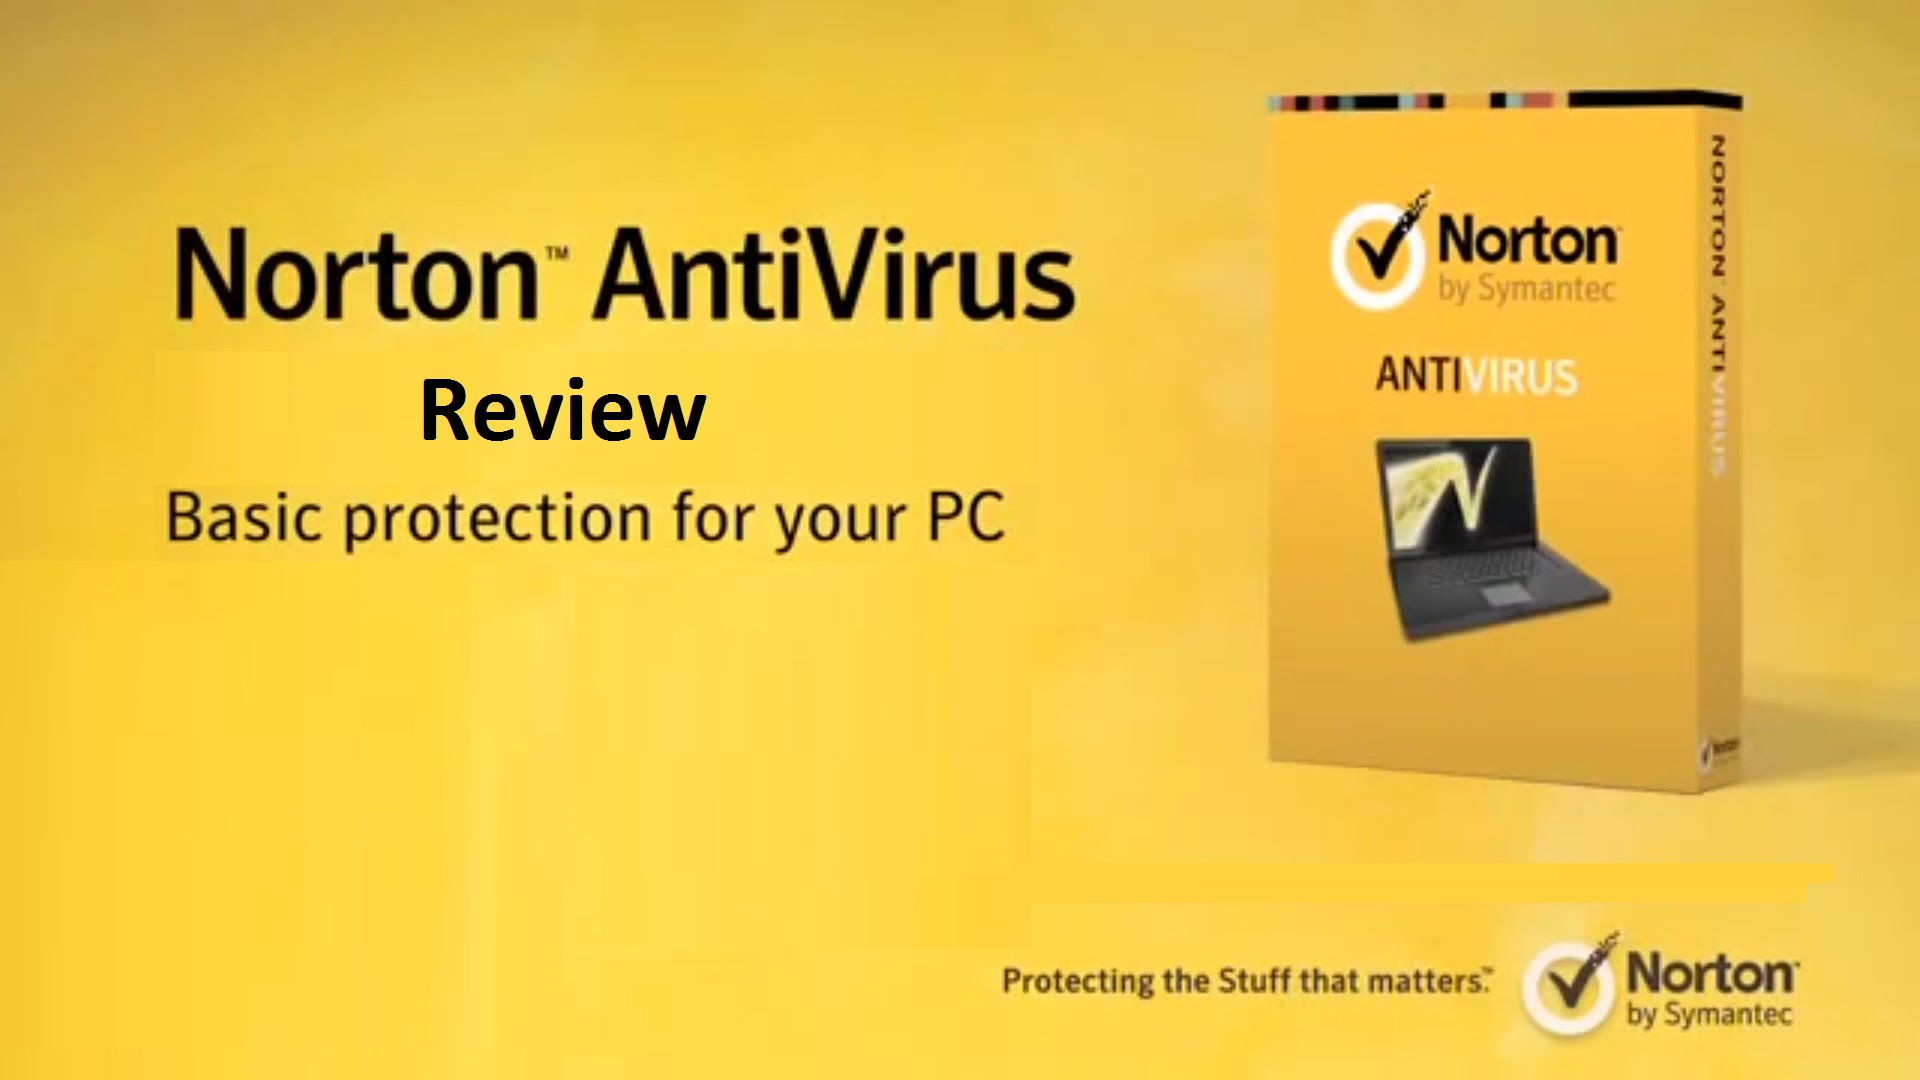 Norton™ AntiVirus
Review
Basic protection for your PC
Norton
by Symantec
ANTIVIRUS
NORTON ANTIVIRUS
Norton
Protecting the Stuff that matters.™
Norton™
by Symantec